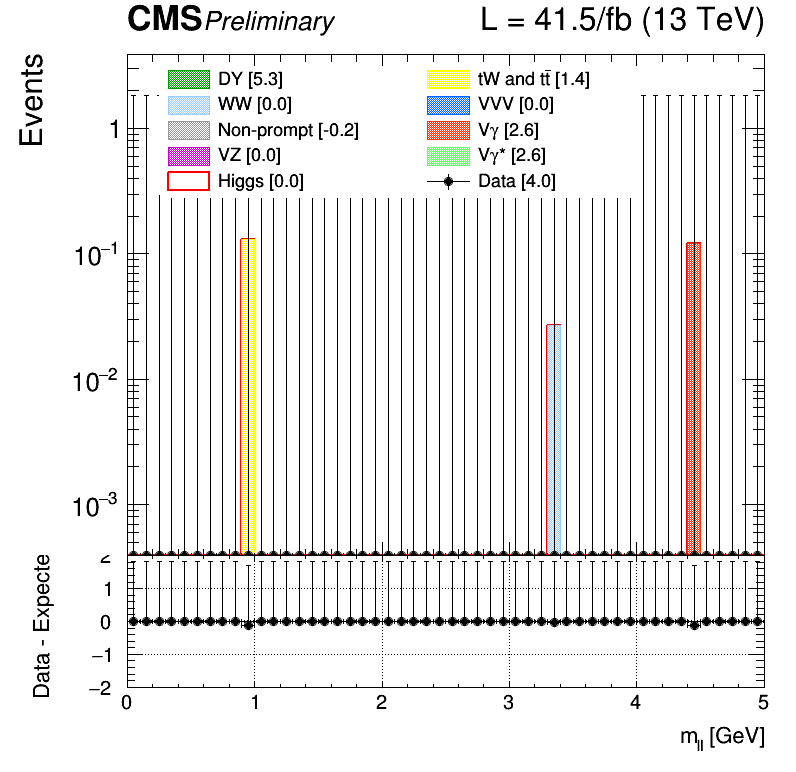 CMS Preliminary L = 41.5/fb (13 TeV)
Events
DY [5.3] tW and tt̄ [1.4]
WW [0.0] VVV [0.0]
Non-prompt [-0.2] Vγ [2.6]
VZ [0.0] Vγ* [2.6]
Higgs [0.0] Data [4.0]
1
10⁻¹
10⁻²
10⁻³
Data - Expecte
2
1
0
−1
−2
0 1 2 3 4 5
m_ll [GeV]